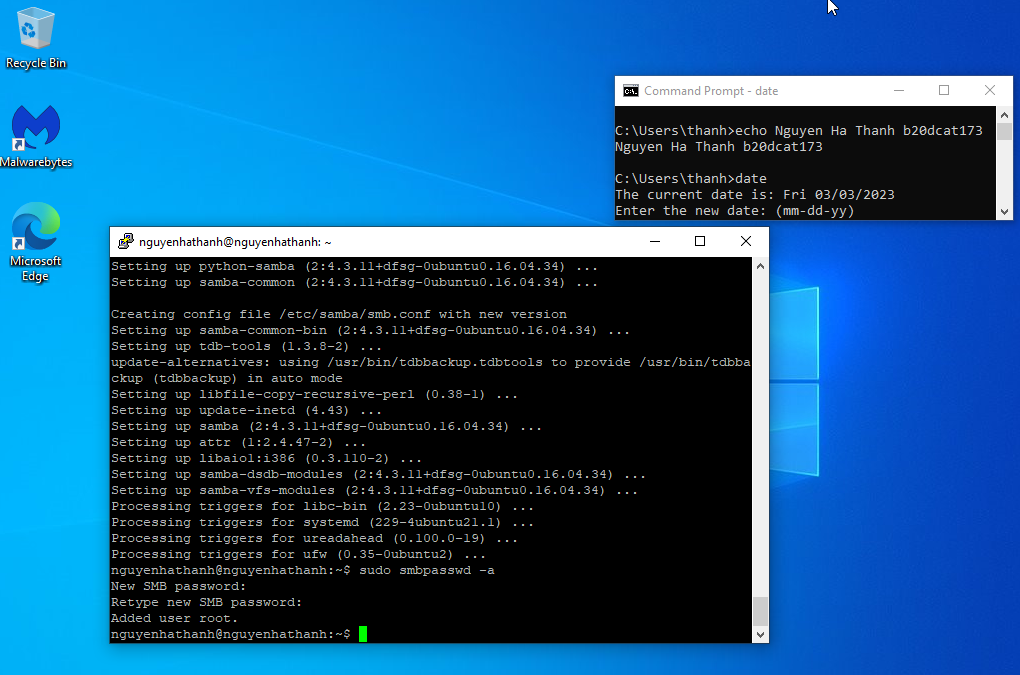 Recycle Bin
Malwarebytes
Microsoft
Edge
Command Prompt - date
C:\Users\thanh>echo Nguyen Ha Thanh b20dcat173
Nguyen Ha Thanh b20dcat173
C:\Users\thanh>date
The current date is: Fri 03/03/2023
Enter the new date: (mm-dd-yy)
nguyenhathanh@nguyenhathanh: ~
Setting up python-samba (2:4.3.11+dfsg-0ubuntu0.16.04.34) ...
Setting up samba-common (2:4.3.11+dfsg-0ubuntu0.16.04.34) ...
Creating config file /etc/samba/smb.conf with new version
Setting up samba-common-bin (2:4.3.11+dfsg-0ubuntu0.16.04.34) ...
Setting up tdb-tools (1.3.8-2) ...
update-alternatives: using /usr/bin/tdbbackup.tdbtools to provide /usr/bin/tdbba
ckup (tdbbackup) in auto mode
Setting up libfile-copy-recursive-perl (0.38-1) ...
Setting up update-inetd (4.43) ...
Setting up samba (2:4.3.11+dfsg-0ubuntu0.16.04.34) ...
Setting up attr (1:2.4.47-2) ...
Setting up libaio1:i386 (0.3.110-2) ...
Setting up samba-dsdb-modules (2:4.3.11+dfsg-0ubuntu0.16.04.34) ...
Setting up samba-vfs-modules (2:4.3.11+dfsg-0ubuntu0.16.04.34) ...
Processing triggers for libc-bin (2.23-0ubuntu10) ...
Processing triggers for systemd (229-4ubuntu21.1) ...
Processing triggers for ureadahead (0.100.0-19) ...
Processing triggers for ufw (0.35-0ubuntu2) ...
nguyenhathanh@nguyenhathanh:~$ sudo smbpasswd -a
New SMB password:
Retype new SMB password:
Added user root.
nguyenhathanh@nguyenhathanh:~$